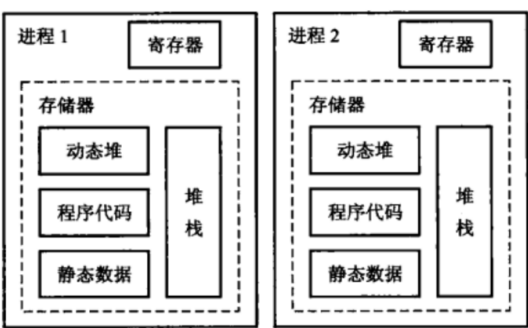 进程 1
寄存器
存储器
动态堆
程序代码
静态数据
堆栈
进程 2
寄存器
存储器
动态堆
程序代码
静态数据
堆栈